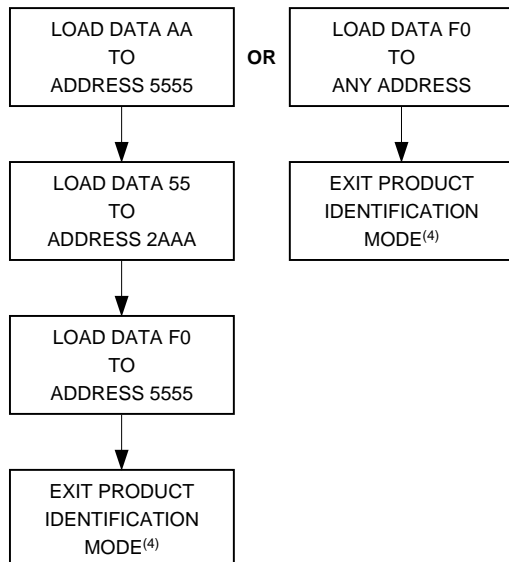 LOAD DATA AA
TO
ADDRESS 5555
LOAD DATA 55
TO
ADDRESS 2AAA
LOAD DATA F0
TO
ADDRESS 5555
EXIT PRODUCT
IDENTIFICATION
MODE(4)
OR
LOAD DATA F0
TO
ANY ADDRESS
EXIT PRODUCT
IDENTIFICATION
MODE(4)